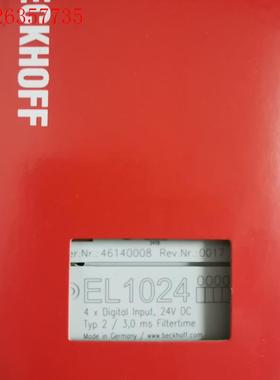 26357735
BECKHOFF
er.Nr.: 46140008 Rev.Nr.: 0017
EL1024
4 x Digital Input, 24V DC
Typ 2 / 3,0 ms Filtertime
Made in Germany / www.beckhoff.com